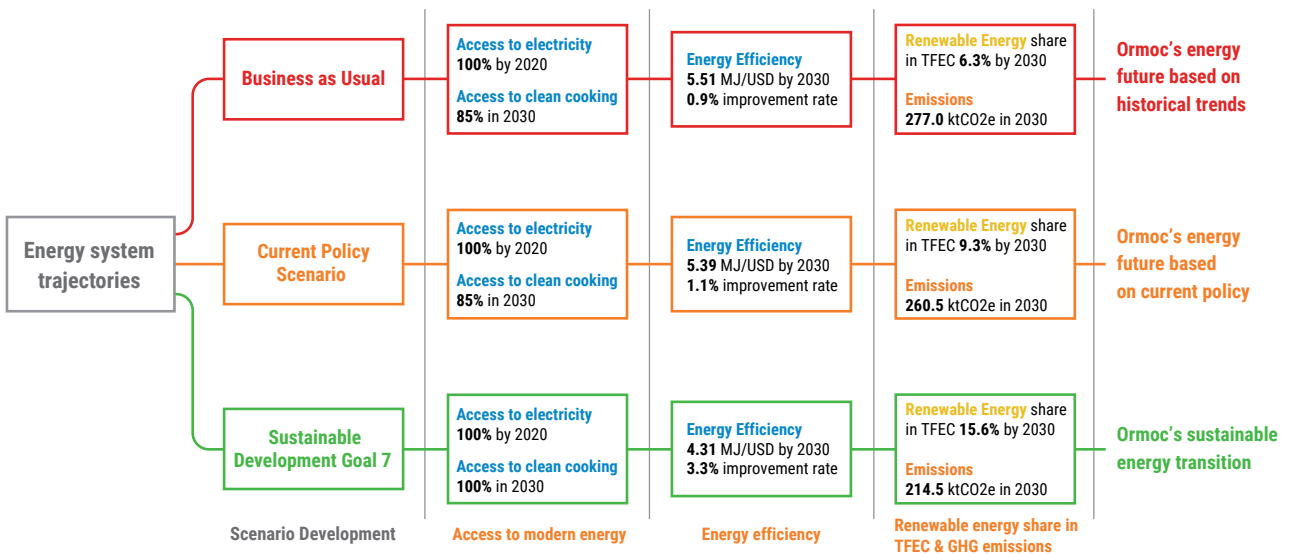 Energy system
trajectories
Business as Usual
Access to electricity
100% by 2020
Access to clean cooking
85% in 2030
Energy Efficiency
5.51 MJ/USD by 2030
0.9% improvement rate
Renewable Energy share
in TFEC 6.3% by 2030
Emissions
277.0 ktCO2e in 2030
Ormoc's energy
future based on
historical trends
Current Policy
Scenario
Access to electricity
100% by 2020
Access to clean cooking
85% in 2030
Energy Efficiency
5.39 MJ/USD by 2030
1.1% improvement rate
Renewable Energy share
in TFEC 9.3% by 2030
Emissions
260.5 ktCO2e in 2030
Ormoc's energy
future based
on current policy
Sustainable
Development Goal 7
Access to electricity
100% by 2020
Access to clean cooking
100% in 2030
Energy Efficiency
4.31 MJ/USD by 2030
3.3% improvement rate
Renewable Energy share
in TFEC 15.6% by 2030
Emissions
214.5 ktCO2e in 2030
Ormoc's sustainable
energy transition
Scenario Development
Access to modern energy
Energy efficiency
Renewable energy share in
TFEC & GHG emissions